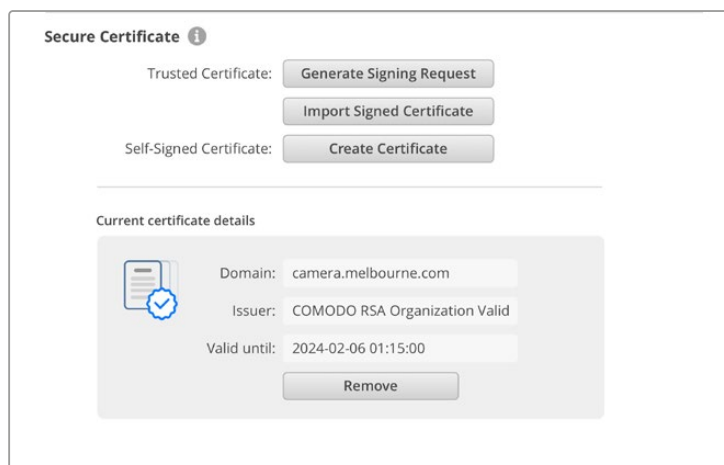 Secure Certificate
Trusted Certificate: Generate Signing Request
Import Signed Certificate
Self-Signed Certificate: Create Certificate
Current certificate details
Domain: camera.melbourne.com
Issuer: COMODO RSA Organization Valid
Valid until: 2024-02-06 01:15:00
Remove